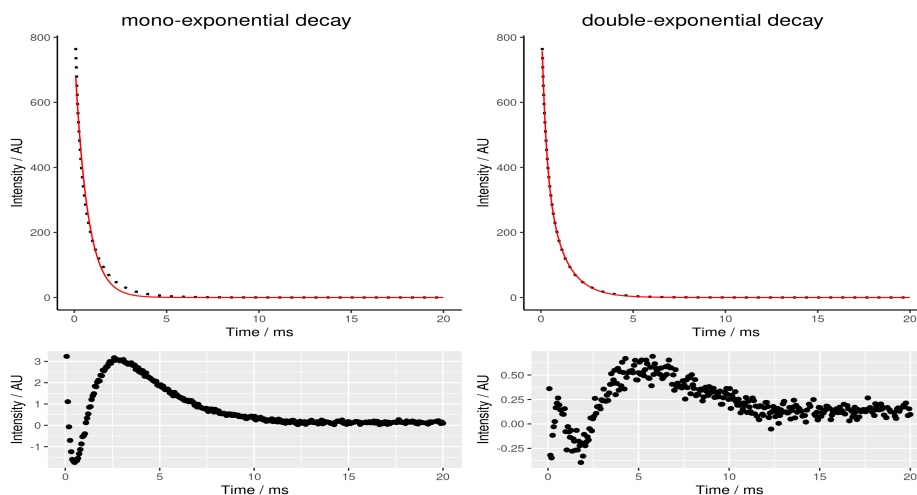 mono-exponential decay
800
600
400
200
0
Intensity / AU
0 5 10 15 20
Time / ms
double-exponential decay
800
600
400
200
0
Intensity / AU
0 5 10 15 20
Time / ms
3
2
1
0
-1
Intensity / AU
0 5 10 15 20
Time / ms
0.50
0.25
0.00
-0.25
Intensity / AU
0 5 10 15 20
Time / ms